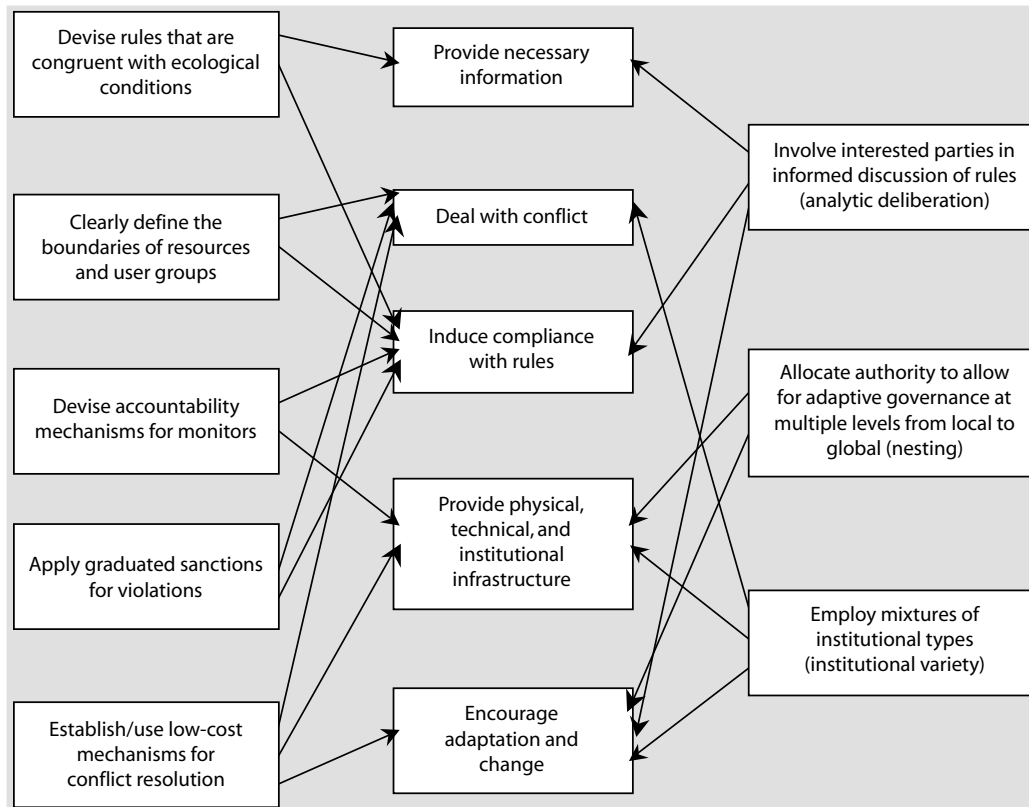 Devise rules that are
congruent with ecological
conditions
Clearly define the
boundaries of resources
and user groups
Devise accountability
mechanisms for monitors
Apply graduated sanctions
for violations
Establish/use low-cost
mechanisms for
conflict resolution
Provide necessary
information
Deal with conflict
Induce compliance
with rules
Provide physical,
technical, and
institutional
infrastructure
Encourage
adaptation and
change
Involve interested parties in
informed discussion of rules
(analytic deliberation)
Allocate authority to allow
for adaptive governance at
multiple levels from local to
global (nesting)
Employ mixtures of
institutional types
(institutional variety)